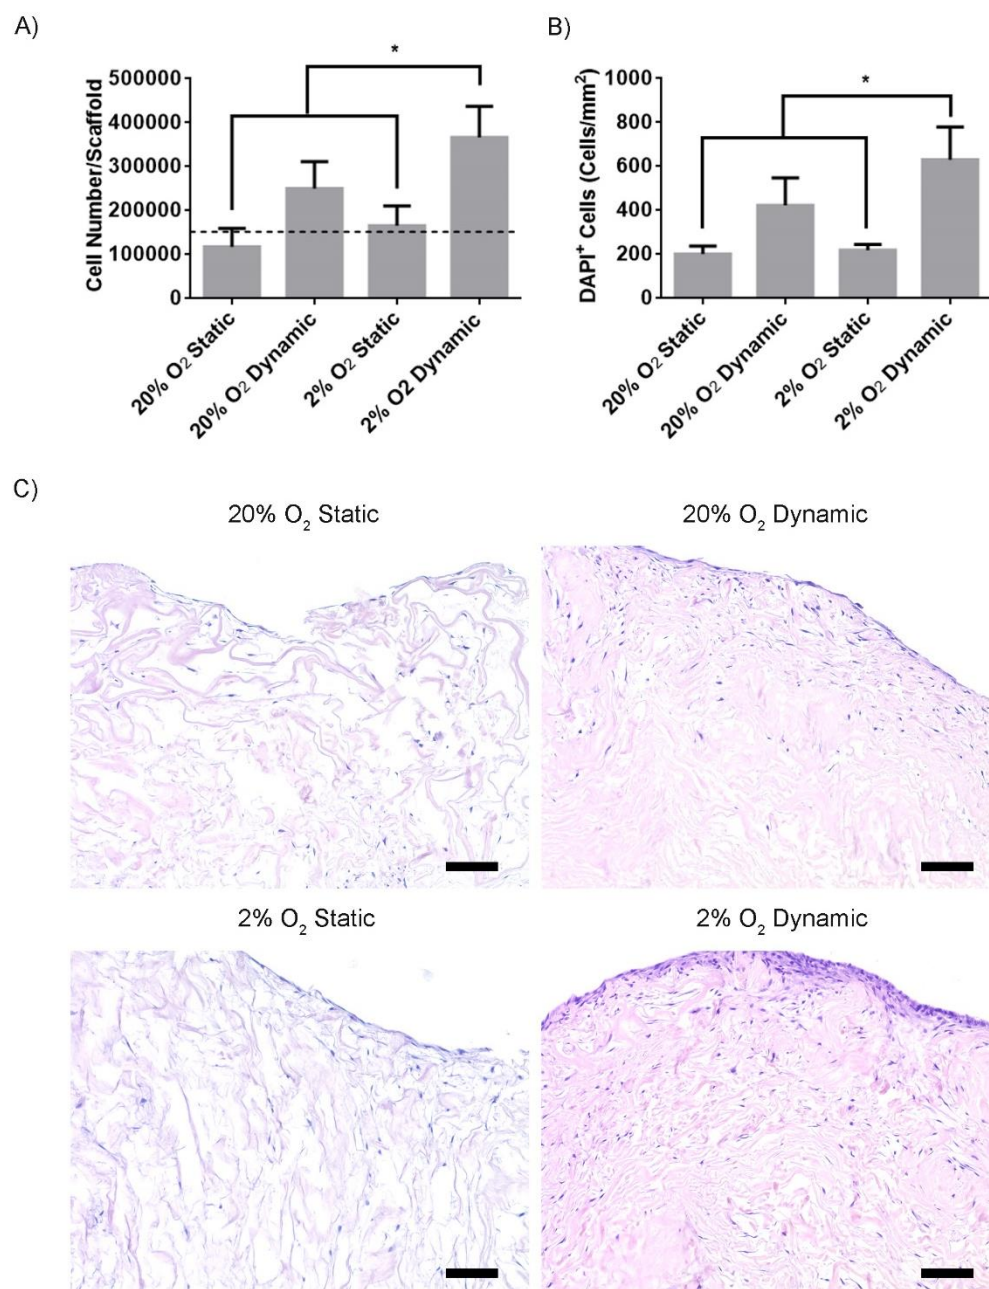 A)
B)
*
*
Cell Number/Scaffold
500000
400000
300000
200000
100000
0
20% O₂ Static
20% O₂ Dynamic
2% O₂ Static
2% O2 Dynamic
DAPI⁺ Cells (Cells/mm²)
1000
800
600
400
200
0
20% O₂ Static
20% O₂ Dynamic
2% O₂ Static
2% O₂ Dynamic
C)
20% O₂ Static
20% O₂ Dynamic
2% O₂ Static
2% O₂ Dynamic